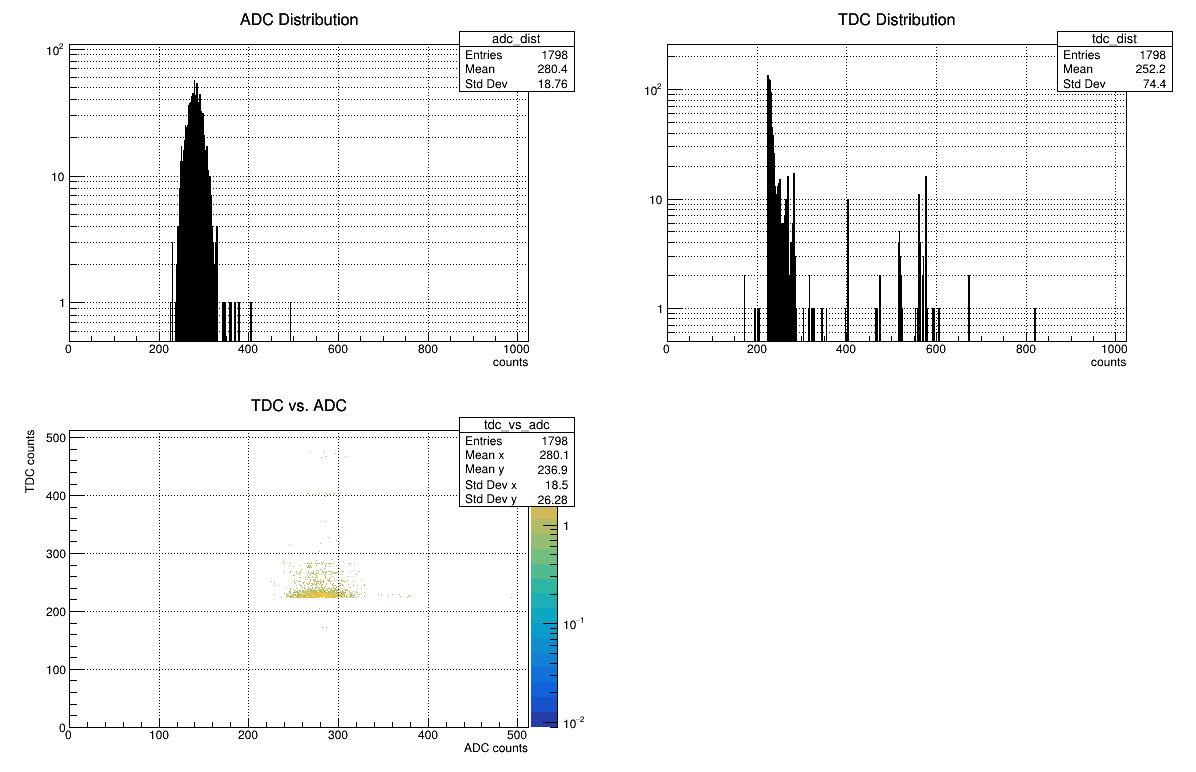 ADC Distribution
adc_dist
Entries 1798
Mean 280.4
Std Dev 18.76
10²
10
1
0 200 400 600 800 1000
counts
TDC Distribution
tdc_dist
Entries 1798
Mean 252.2
Std Dev 74.4
10²
10
1
0 200 400 600 800 1000
counts
TDC vs. ADC
tdc_vs_adc
Entries 1798
Mean x 280.1
Mean y 236.9
Std Dev x 18.5
Std Dev y 26.28
TDC counts
500
400
300
200
100
0
0 100 200 300 400 500
ADC counts
1
10⁻¹
10⁻²